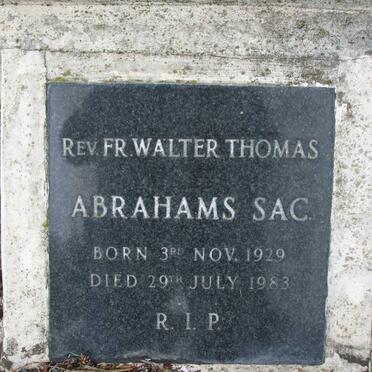 REV. FR. WALTER THOMAS
ABRAHAMS SAC.
BORN 3RD NOV. 1929
DIED 29TH JULY 1983
R. I. P.